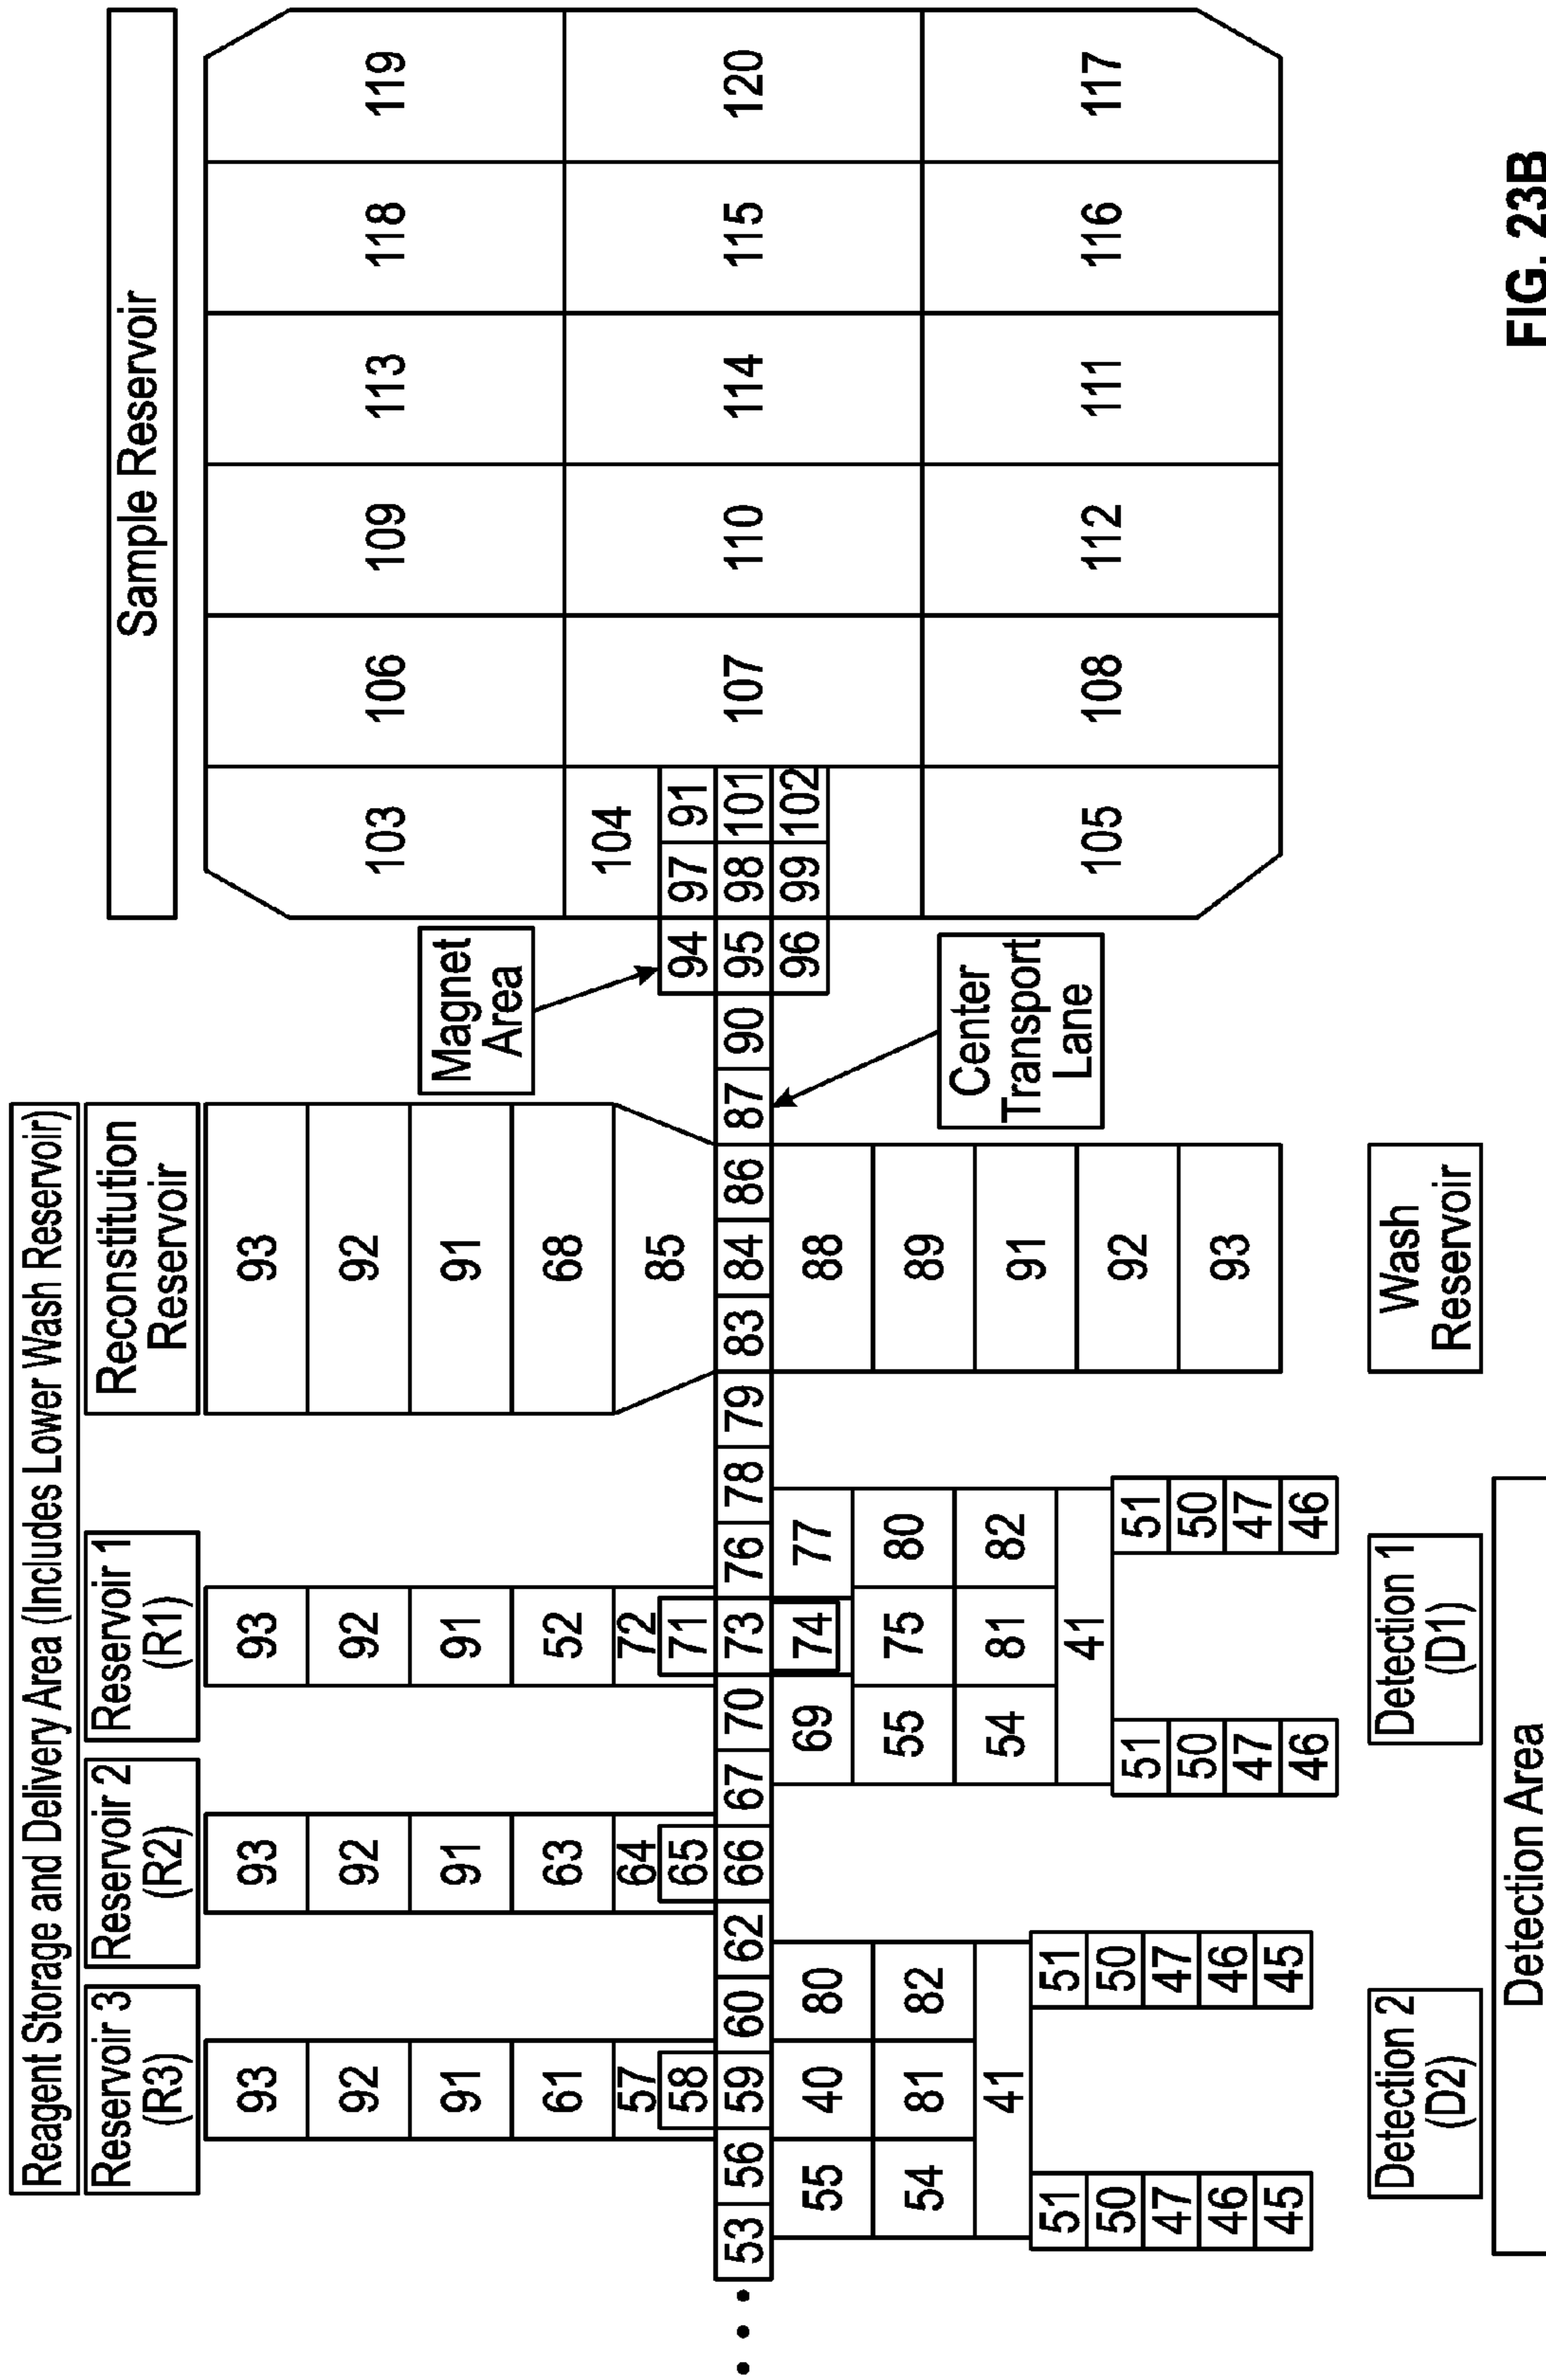 Reagent Storage and Delivery Area (Includes Lower Wash Reservoir)
Reservoir 3
(R3)
Reservoir 2
(R2)
Reservoir 1
(R1)
Reconstitution
Reservoir
Sample Reservoir
93
92
91
61
57
58
93
92
91
63
64
65
93
92
91
52
72
71
93
92
91
68
85
Magnet
Area
103 106 109 113 118 119
104
94 97 91
• • • 53 56 59 60 62 66 67 70 73 76 78 79 83 84 86 87 90 95 98 101 107 110 114 115 120
96 99 102
105 108 112 111 116 117
Center
Transport
Lane
55 40 80
54 81 82
41
51 51
50 50
47 47
46 46
45 45
69 74 77
55 75 80
54 81 82
41
51 51
50 50
47 47
46 46
88
89
91
92
93
Detection 2
(D2)
Detection 1
(D1)
Wash
Reservoir
Detection Area
FIG. 23B